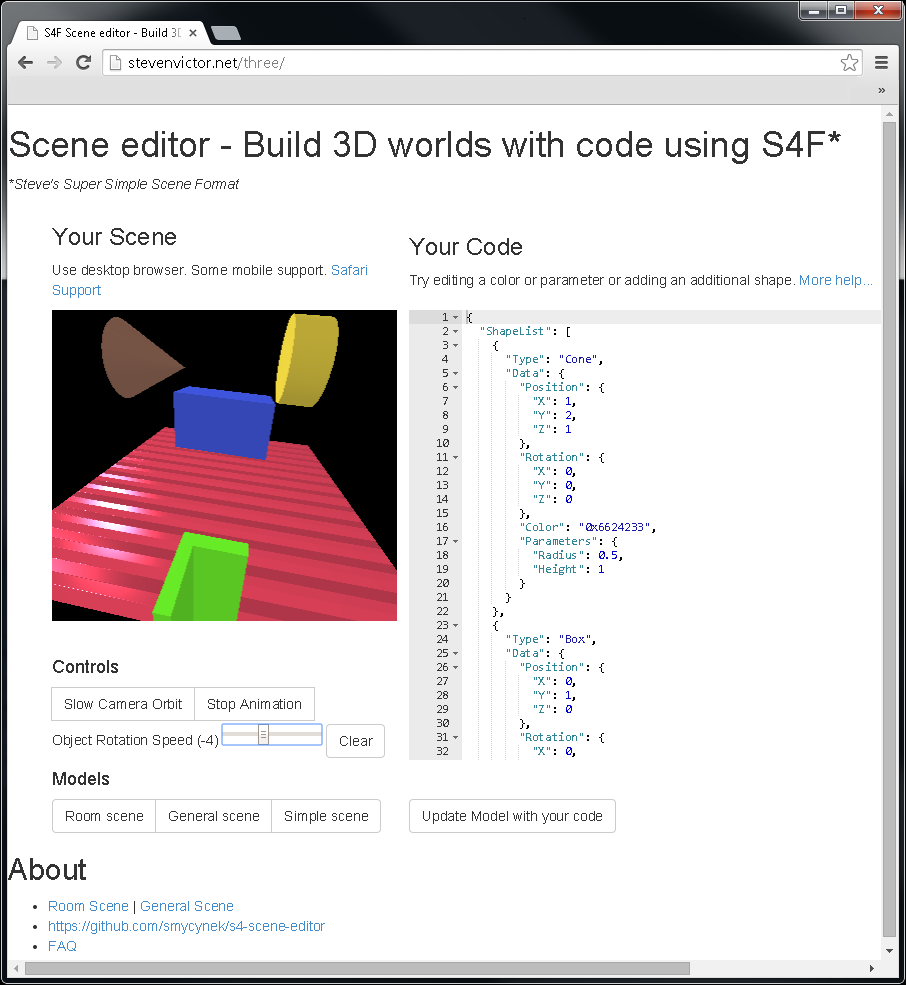 S4F Scene editor - Build 3D
stevenvictor.net/three/
»
Scene editor - Build 3D worlds with code using S4F*
*Steve's Super Simple Scene Format
Your Scene
Use desktop browser. Some mobile support. Safari
Support
Your Code
Try editing a color or parameter or adding an additional shape. More help...
1 {
2 "ShapeList": [
3 {
4 "Type": "Cone",
5 "Data": {
6 "Position": {
7 "X": 1,
8 "Y": 2,
9 "Z": 1
10 },
11 "Rotation": {
12 "X": 0,
13 "Y": 0,
14 "Z": 0
15 },
16 "Color": "0x6624233",
17 "Parameters": {
18 "Radius": 0.5,
19 "Height": 1
20 }
21 }
22 },
23 {
24 "Type": "Box",
25 "Data": {
26 "Position": {
27 "X": 0,
28 "Y": 1,
29 "Z": 0
30 },
31 "Rotation": {
32 "X": 0,
Controls
Slow Camera Orbit Stop Animation
Object Rotation Speed (-4) Clear
Models
Room scene General scene Simple scene
Update Model with your code
About
Room Scene | General Scene
https://github.com/smycynek/s4-scene-editor
FAQ